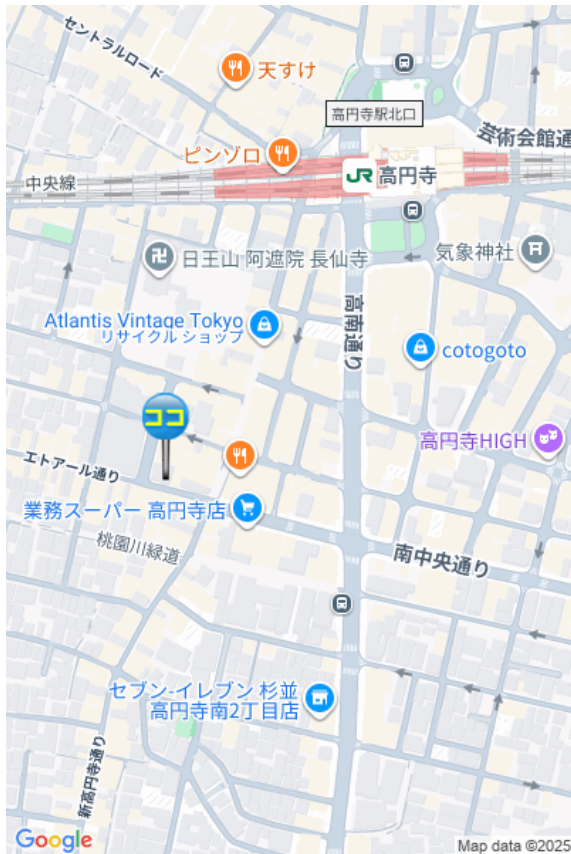 セントラルロード
天すけ
高円寺駅北口
芸術会館通
ピンゾロ
中央線
JR 高円寺
日王山 阿遮院 長仙寺
気象神社
高南通り
Atlantis Vintage Tokyo
リサイクル ショップ
cotogoto
ココ
高円寺HIGH
エトアール通り
業務スーパー 高円寺店
桃園川緑道
南中央通り
セブン-イレブン 杉並
高円寺南2丁目店
新高円寺通り
Google
Map data ©2025